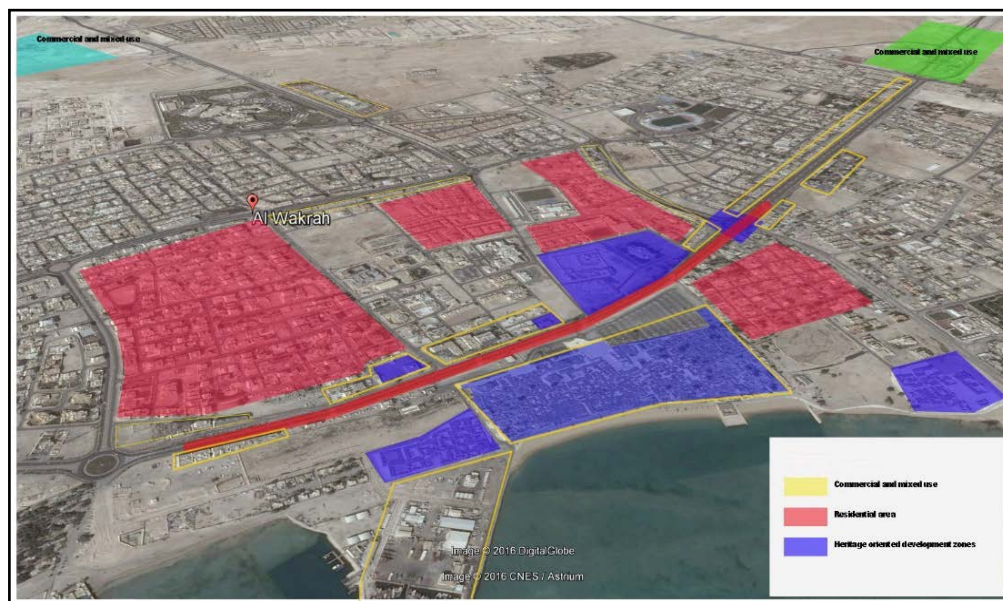 Commercial and mixed use
Commercial and mixed use
Al Wakrah
Commercial and mixed use
Residential area
Heritage oriented development zones
Image © 2016 DigitalGlobe
Image © 2016 CNES / Astrium